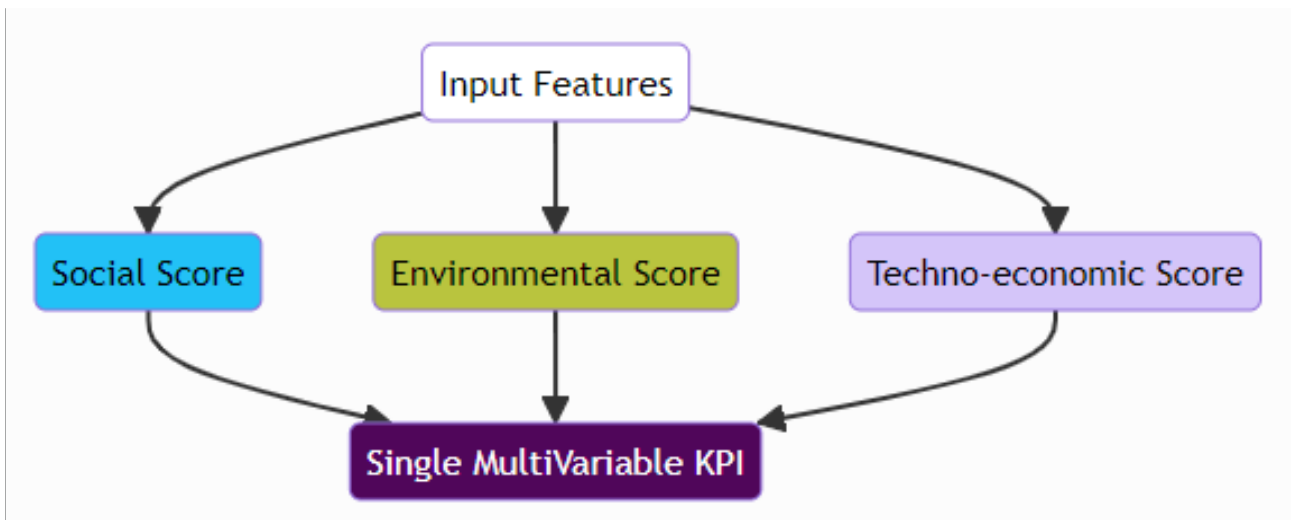 Input Features
Social Score
Environmental Score
Techno-economic Score
Single MultiVariable KPI